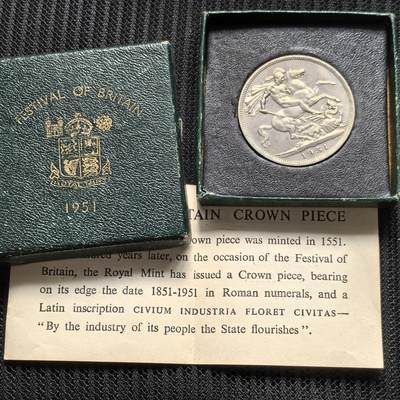 FESTIVAL OF BRITAIN
ROYAL MINT
1951
1951
CROWN PIECE
own piece was minted in 1551.
years later, on the occasion of the Festival of
Britain, the Royal Mint has issued a Crown piece, bearing
on its edge the date 1851-1951 in Roman numerals, and a
Latin inscription CIVIUM INDUSTRIA FLORET CIVITAS—
"By the industry of its people the State flourishes".